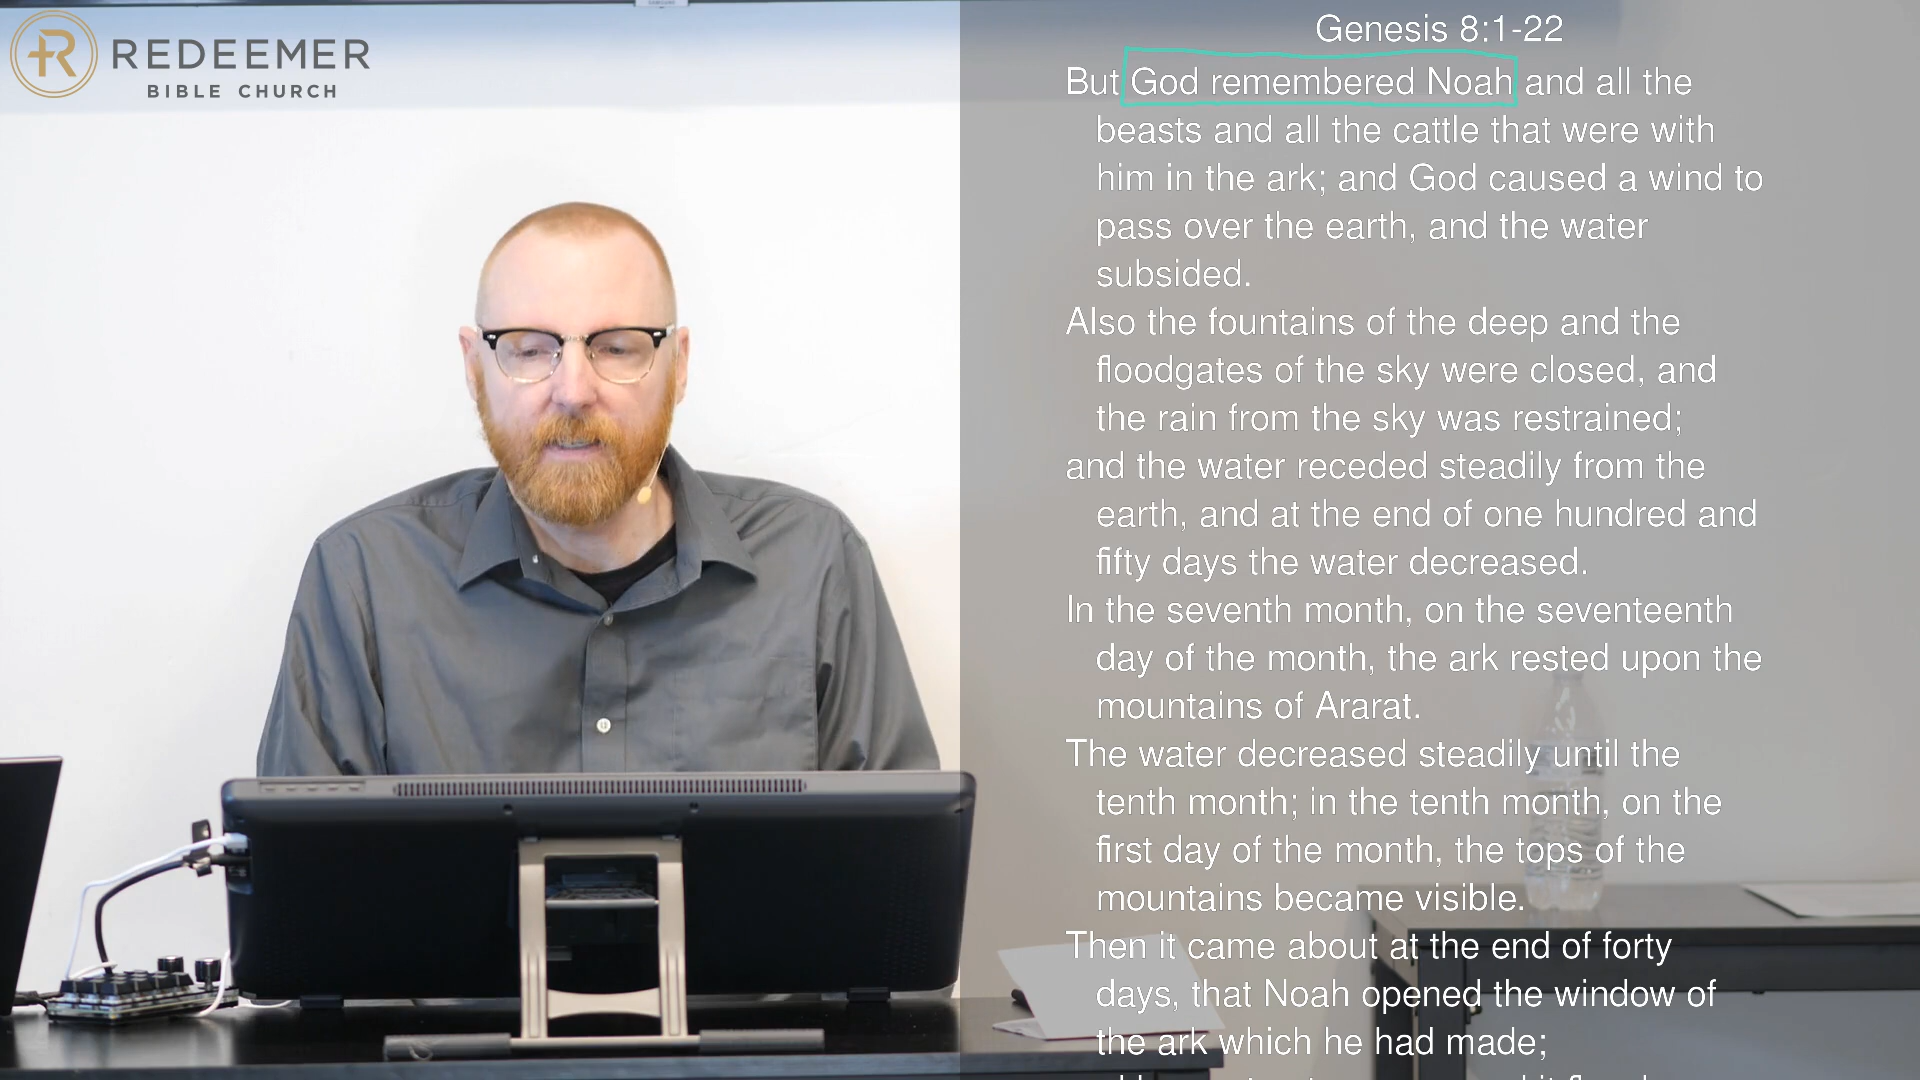 REDEEMER
BIBLE CHURCH
Genesis 8:1-22
But God remembered Noah and all the
beasts and all the cattle that were with
him in the ark; and God caused a wind to
pass over the earth, and the water
subsided.
Also the fountains of the deep and the
floodgates of the sky were closed, and
the rain from the sky was restrained;
and the water receded steadily from the
earth, and at the end of one hundred and
fifty days the water decreased.
In the seventh month, on the seventeenth
day of the month, the ark rested upon the
mountains of Ararat.
The water decreased steadily until the
tenth month; in the tenth month, on the
first day of the month, the tops of the
mountains became visible.
Then it came about at the end of forty
days, that Noah opened the window of
the ark which he had made;